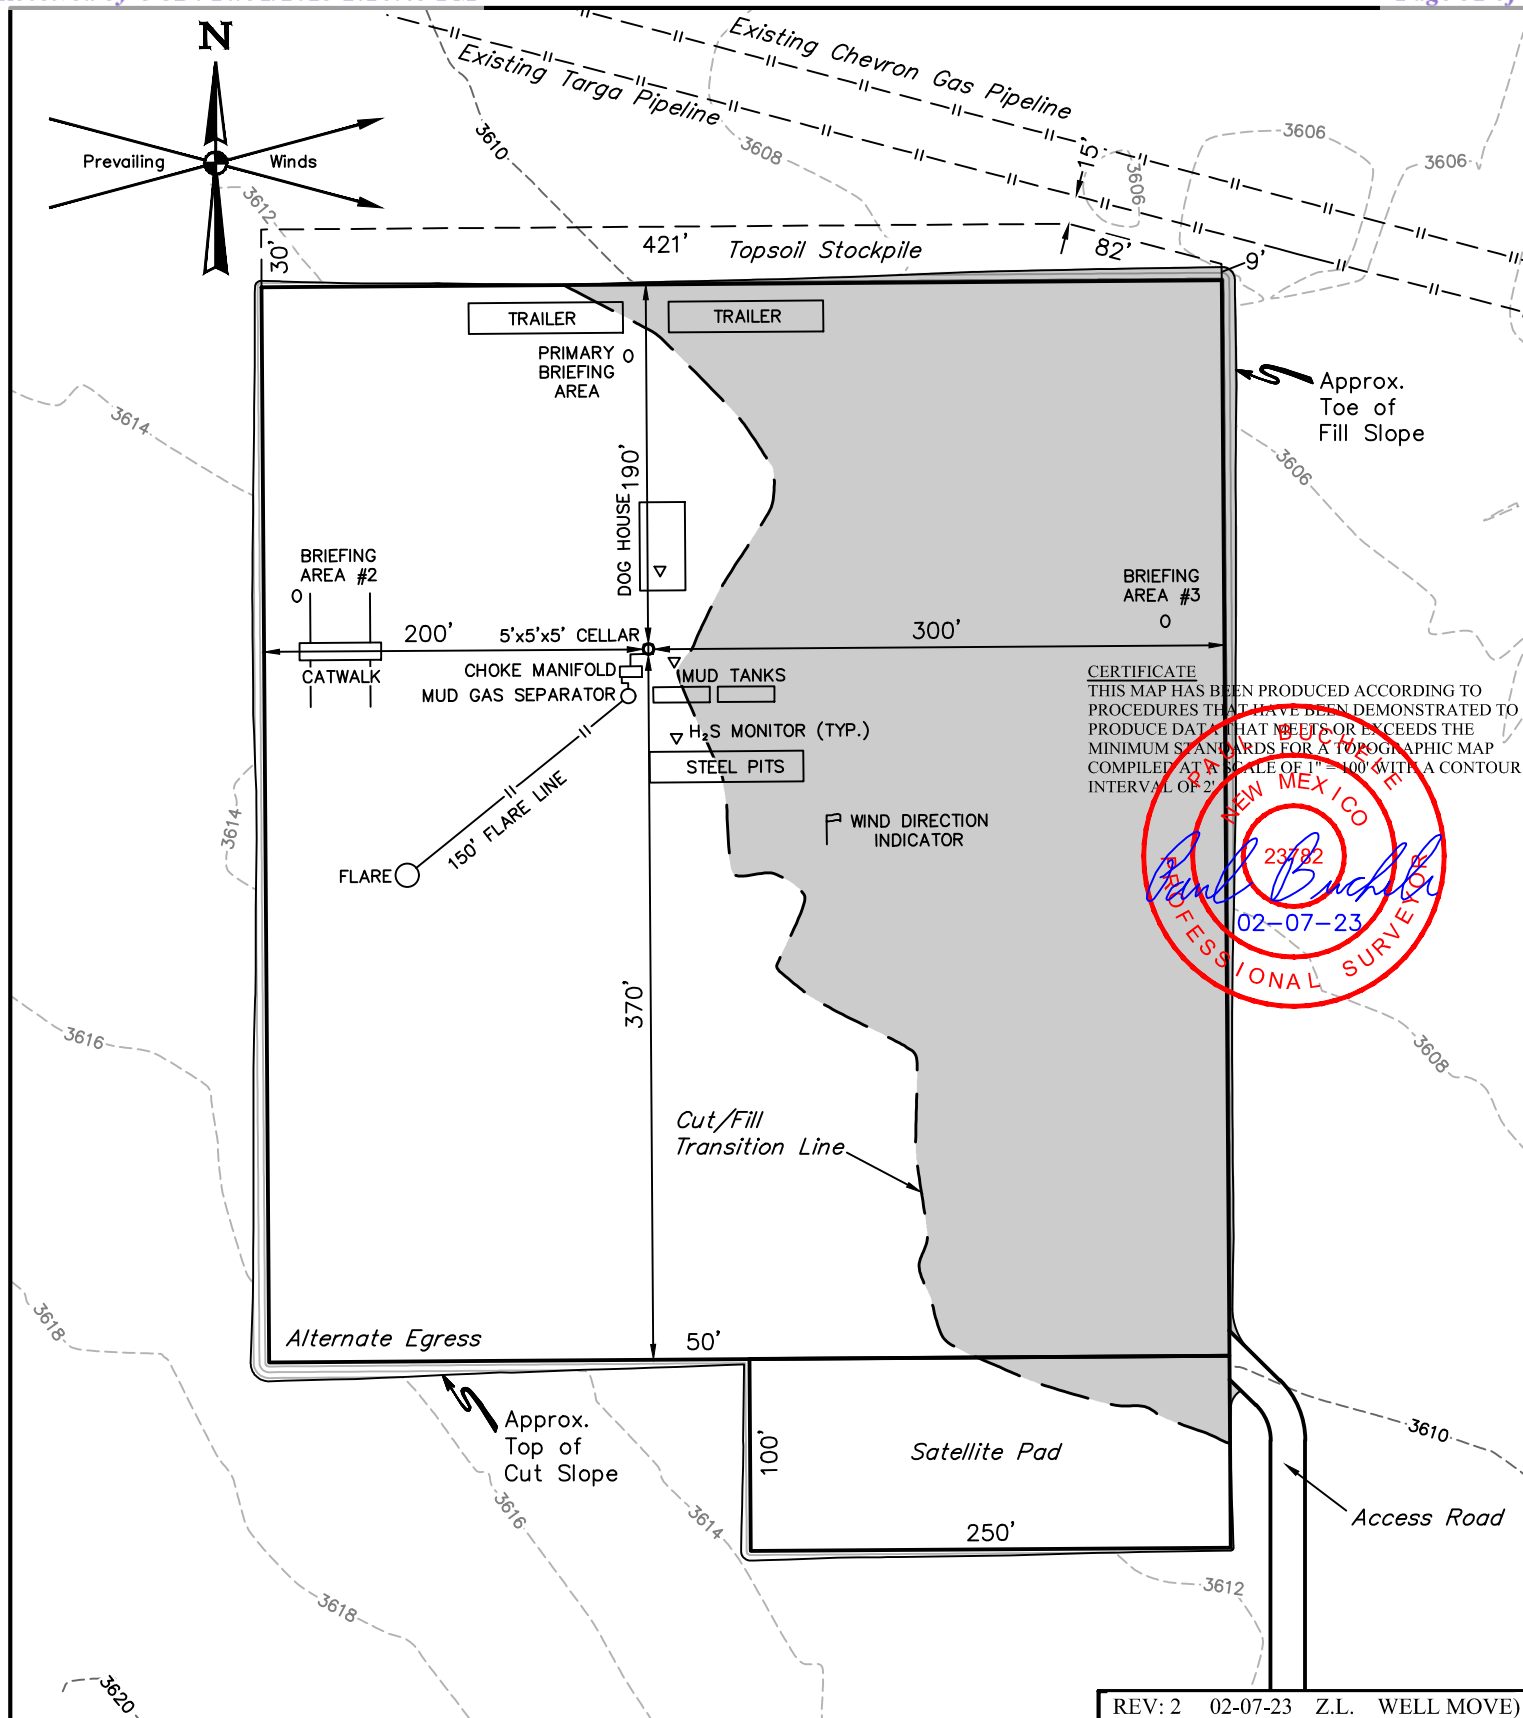 N
Prevailing
Winds
Existing Chevron Gas Pipeline
Existing Targa Pipeline
3610
3608
3606
3606
3606
15'
3612
30'
421'
Topsoil Stockpile
82'
9'
TRAILER
TRAILER
PRIMARY
BRIEFING
AREA
Approx.
Toe of
Fill Slope
3614
3606
190'
DOG HOUSE
BRIEFING
AREA #2
BRIEFING
AREA #3
200'
5'x5'x5' CELLAR
300'
CATWALK
CHOKE MANIFOLD
MUD TANKS
MUD GAS SEPARATOR
H₂S MONITOR (TYP.)
STEEL PITS
CERTIFICATE
THIS MAP HAS BEEN PRODUCED ACCORDING TO
PROCEDURES THAT HAVE BEEN DEMONSTRATED TO
PRODUCE DATA THAT MEETS OR EXCEEDS THE
MINIMUM STANDARDS FOR A TOPOGRAPHIC MAP
COMPILED AT A SCALE OF 1" = 100' WITH A CONTOUR
INTERVAL OF 2'
PAUL BUCHELE
NEW MEXICO
23782
Paul Buchele
02-07-23
PROFESSIONAL SURVEYOR
WIND DIRECTION
INDICATOR
150' FLARE LINE
FLARE
3614
370'
3616
3608
Cut/Fill
Transition Line
3618
Alternate Egress
50'
Approx.
Top of
Cut Slope
100'
Satellite Pad
3610
250'
Access Road
3616
3614
3612
3618
3620
REV: 2 02-07-23 Z.L. WELL MOVE)